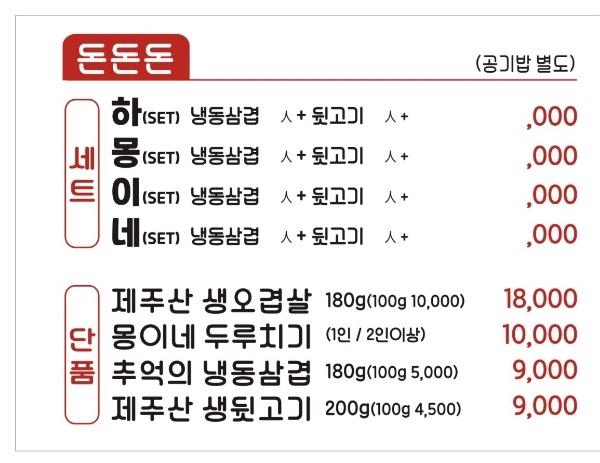 돈돈돈
(공기밥 별도)
세트
하(SET) 냉동삼겹 人+ 뒷고기 人+ ,000
몽(SET) 냉동삼겹 人+ 뒷고기 人+ ,000
이(SET) 냉동삼겹 人+ 뒷고기 人+ ,000
네(SET) 냉동삼겹 人+ 뒷고기 人+ ,000
단품
제주산 생오겹살 180g(100g 10,000) 18,000
몽이네 두루치기 (1인 / 2인이상) 10,000
추억의 냉동삼겹 180g(100g 5,000) 9,000
제주산 생뒷고기 200g(100g 4,500) 9,000